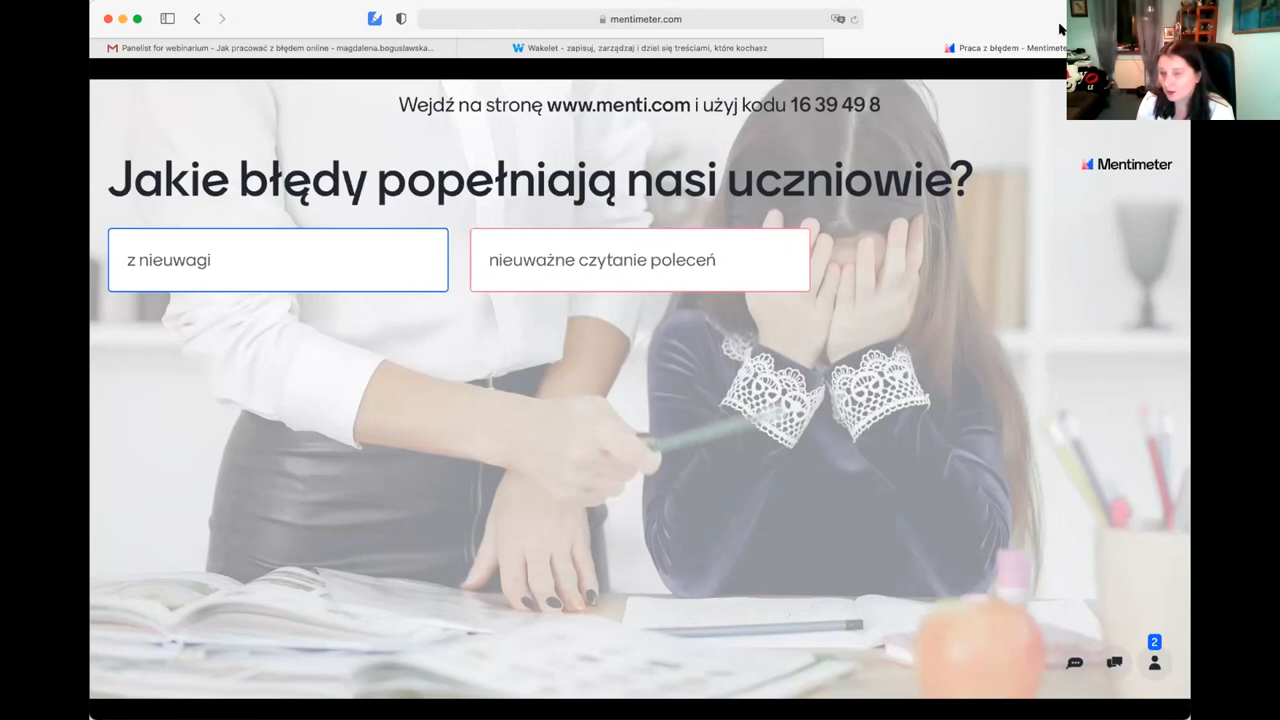 mentimeter.com
Panelist for webinarium - Jak pracować z błędem online - magdalena.boguslawska...
Wakelet - zapisuj, zarządzaj i dziel się treściami, które kochasz
Praca z błędem - Mentimete
Wejdź na stronę www.menti.com i użyj kodu 16 39 49 8
Mentimeter
Jakie błędy popełniają nasi uczniowie?
z nieuwagi
nieuważne czytanie poleceń
2